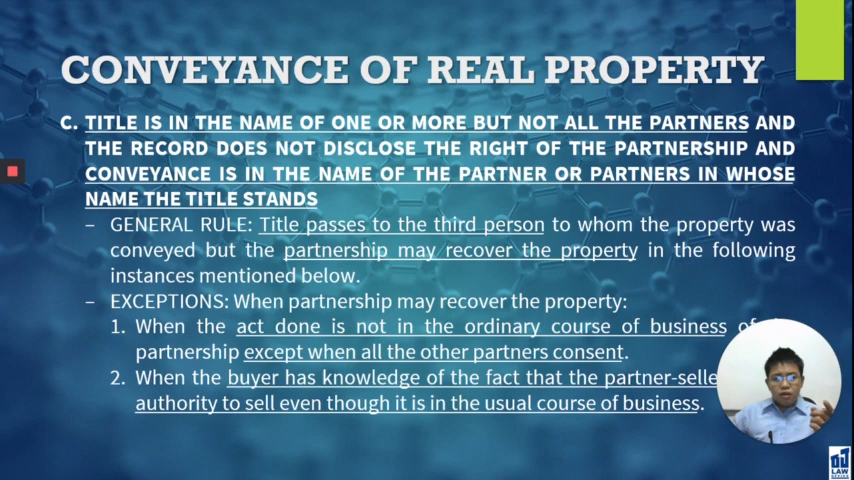 CONVEYANCE OF REAL PROPERTY
C. TITLE IS IN THE NAME OF ONE OR MORE BUT NOT ALL THE PARTNERS AND
THE RECORD DOES NOT DISCLOSE THE RIGHT OF THE PARTNERSHIP AND
CONVEYANCE IS IN THE NAME OF THE PARTNER OR PARTNERS IN WHOSE
NAME THE TITLE STANDS
– GENERAL RULE: Title passes to the third person to whom the property was
conveyed but the partnership may recover the property in the following
instances mentioned below.
– EXCEPTIONS: When partnership may recover the property:
1. When the act done is not in the ordinary course of business
partnership except when all the other partners consent.
2. When the buyer has knowledge of the fact that the
authority to sell even though it is in the usual course of business.
LAW